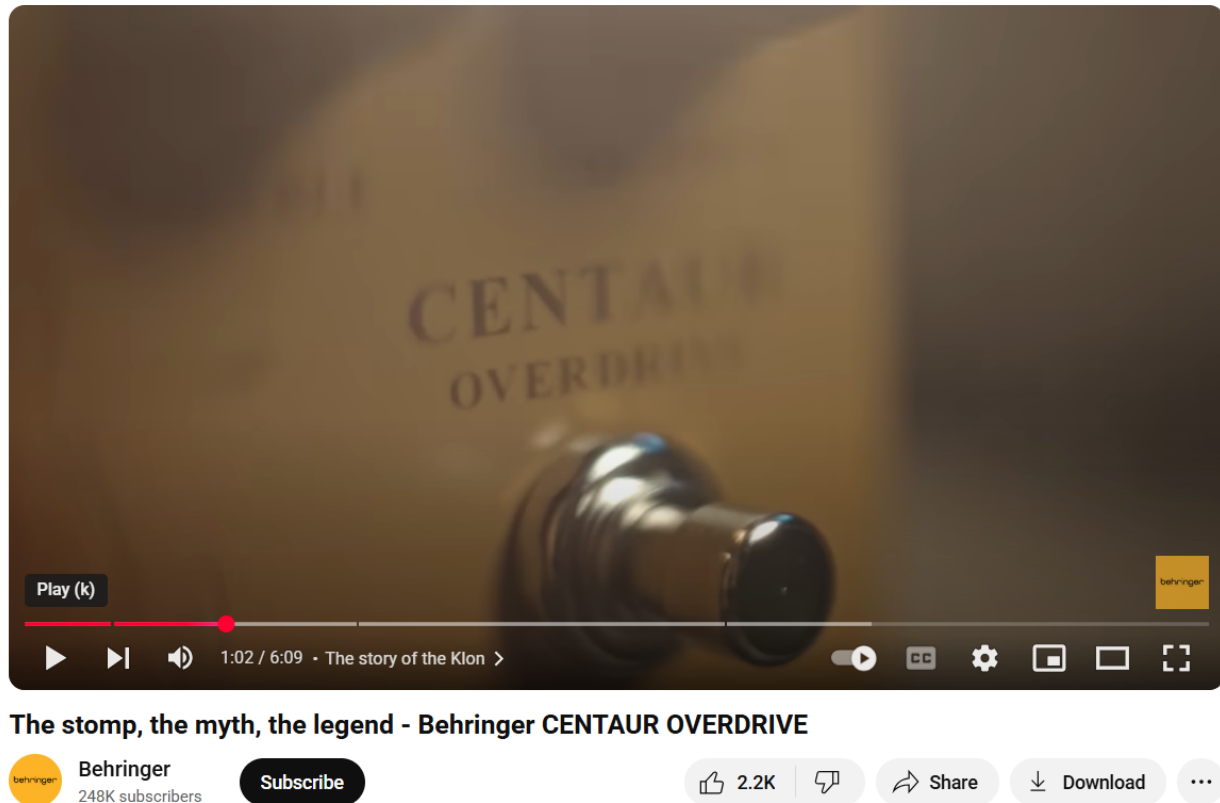 CENTAUR
OVERDRIVE
behringer
Play (k)
1:02 / 6:09 • The story of the Klon >
CC
The stomp, the myth, the legend - Behringer CENTAUR OVERDRIVE
behringer
Behringer
248K subscribers
Subscribe
2.2K
Share
Download